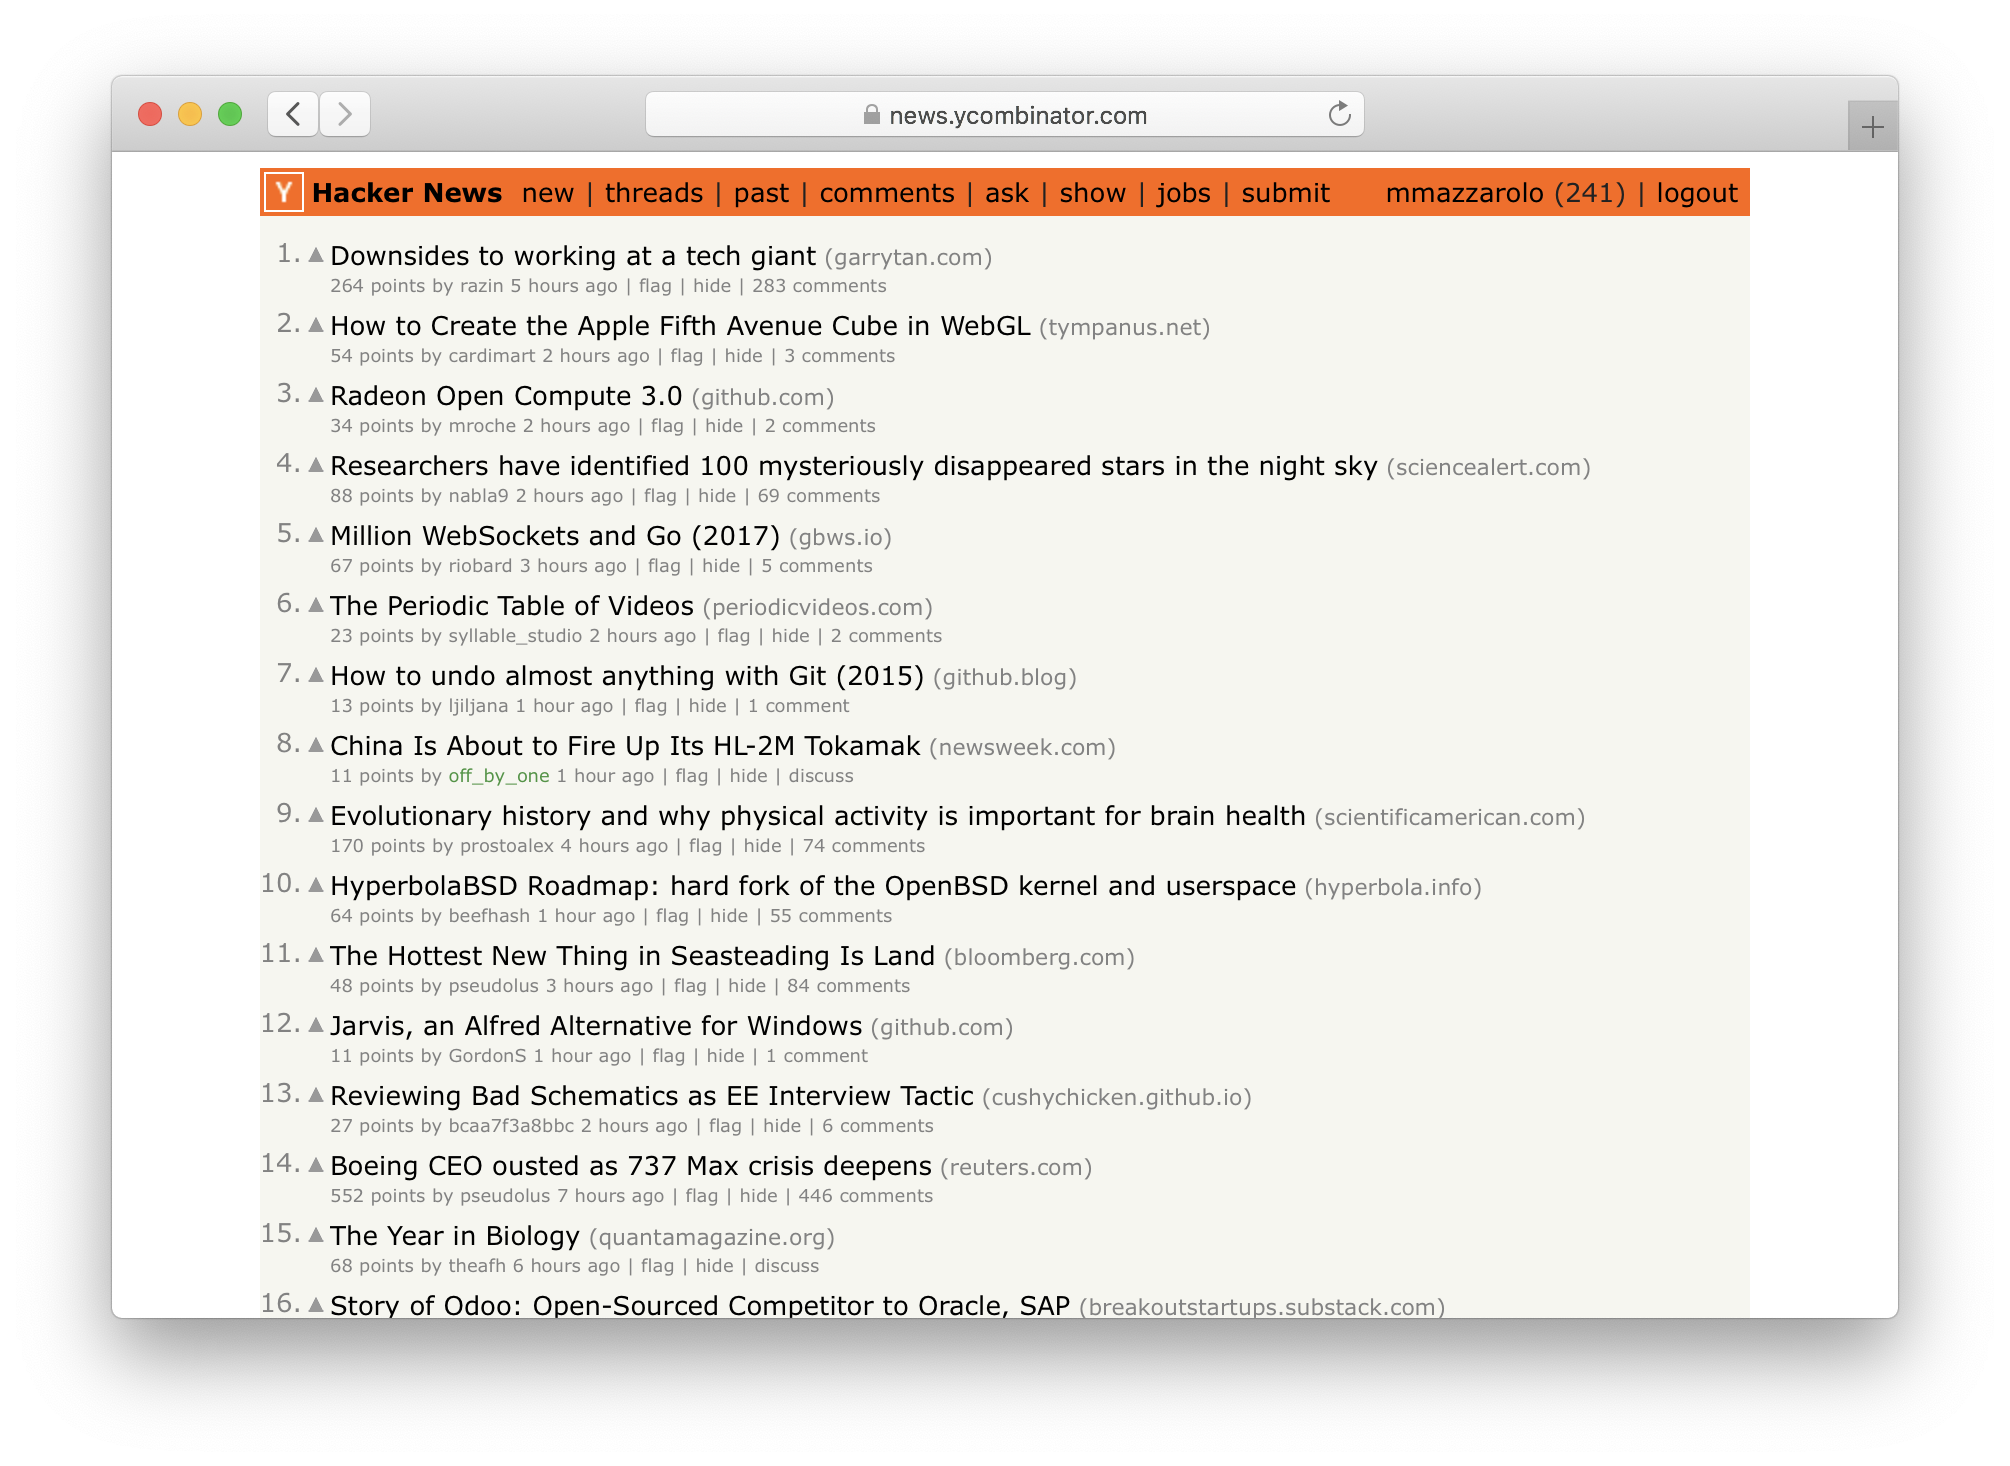 news.ycombinator.com
Y Hacker News new | threads | past | comments | ask | show | jobs | submit mmazzarolo (241) | logout
1. Downsides to working at a tech giant (garrytan.com)
264 points by razin 5 hours ago | flag | hide | 283 comments
2. How to Create the Apple Fifth Avenue Cube in WebGL (tympanus.net)
54 points by cardimart 2 hours ago | flag | hide | 3 comments
3. Radeon Open Compute 3.0 (github.com)
34 points by mroche 2 hours ago | flag | hide | 2 comments
4. Researchers have identified 100 mysteriously disappeared stars in the night sky (sciencealert.com)
88 points by nabla9 2 hours ago | flag | hide | 69 comments
5. Million WebSockets and Go (2017) (gbws.io)
67 points by riobard 3 hours ago | flag | hide | 5 comments
6. The Periodic Table of Videos (periodicvideos.com)
23 points by syllable_studio 2 hours ago | flag | hide | 2 comments
7. How to undo almost anything with Git (2015) (github.blog)
13 points by ljiljana 1 hour ago | flag | hide | 1 comment
8. China Is About to Fire Up Its HL-2M Tokamak (newsweek.com)
11 points by off_by_one 1 hour ago | flag | hide | discuss
9. Evolutionary history and why physical activity is important for brain health (scientificamerican.com)
170 points by prostoalex 4 hours ago | flag | hide | 74 comments
10. HyperbolaBSD Roadmap: hard fork of the OpenBSD kernel and userspace (hyperbola.info)
64 points by beefhash 1 hour ago | flag | hide | 55 comments
11. The Hottest New Thing in Seasteading Is Land (bloomberg.com)
48 points by pseudolus 3 hours ago | flag | hide | 84 comments
12. Jarvis, an Alfred Alternative for Windows (github.com)
11 points by GordonS 1 hour ago | flag | hide | 1 comment
13. Reviewing Bad Schematics as EE Interview Tactic (cushychicken.github.io)
27 points by bcaa7f3a8bbc 2 hours ago | flag | hide | 6 comments
14. Boeing CEO ousted as 737 Max crisis deepens (reuters.com)
552 points by pseudolus 7 hours ago | flag | hide | 446 comments
15. The Year in Biology (quantamagazine.org)
68 points by theafh 6 hours ago | flag | hide | discuss
16. Story of Odoo: Open-Sourced Competitor to Oracle, SAP (breakoutstartups.substack.com)